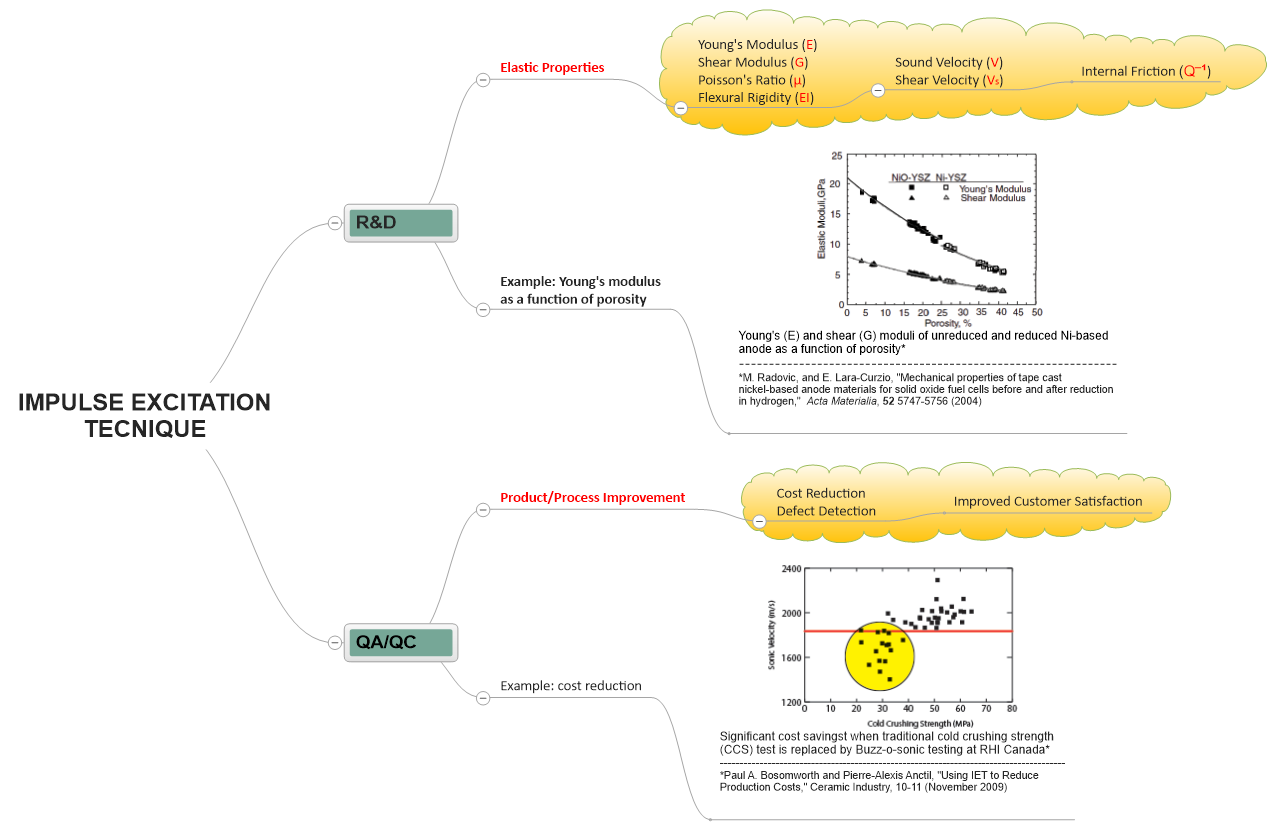 IMPULSE EXCITATION
TECNIQUE
R&D
Elastic Properties
Young's Modulus (E)
Shear Modulus (G)
Poisson's Ratio (μ)
Flexural Rigidity (EI)
Sound Velocity (V)
Shear Velocity (Vs)
Internal Friction (Q⁻¹)
Example: Young's modulus
as a function of porosity
Elastic Moduli,GPa
25
20
15
10
5
0
NiO-YSZ Ni-YSZ
Young's Modulus
Shear Modulus
0 5 10 15 20 25 30 35 40 45 50
Porosity, %
Young's (E) and shear (G) moduli of unreduced and reduced Ni-based
anode as a function of porosity*
*M. Radovic, and E. Lara-Curzio, "Mechanical properties of tape cast
nickel-based anode materials for solid oxide fuel cells before and after reduction
in hydrogen," Acta Materialia, 52 5747-5756 (2004)
QA/QC
Product/Process Improvement
Cost Reduction
Defect Detection
Improved Customer Satisfaction
Example: cost reduction
Sonic Velocity (m/s)
2400
2000
1600
1200
0 10 20 30 40 50 60 70 80
Cold Crushing Strength (MPa)
Significant cost savingst when traditional cold crushing strength
(CCS) test is replaced by Buzz-o-sonic testing at RHI Canada*
*Paul A. Bosomworth and Pierre-Alexis Anctil, "Using IET to Reduce
Production Costs," Ceramic Industry, 10-11 (November 2009)